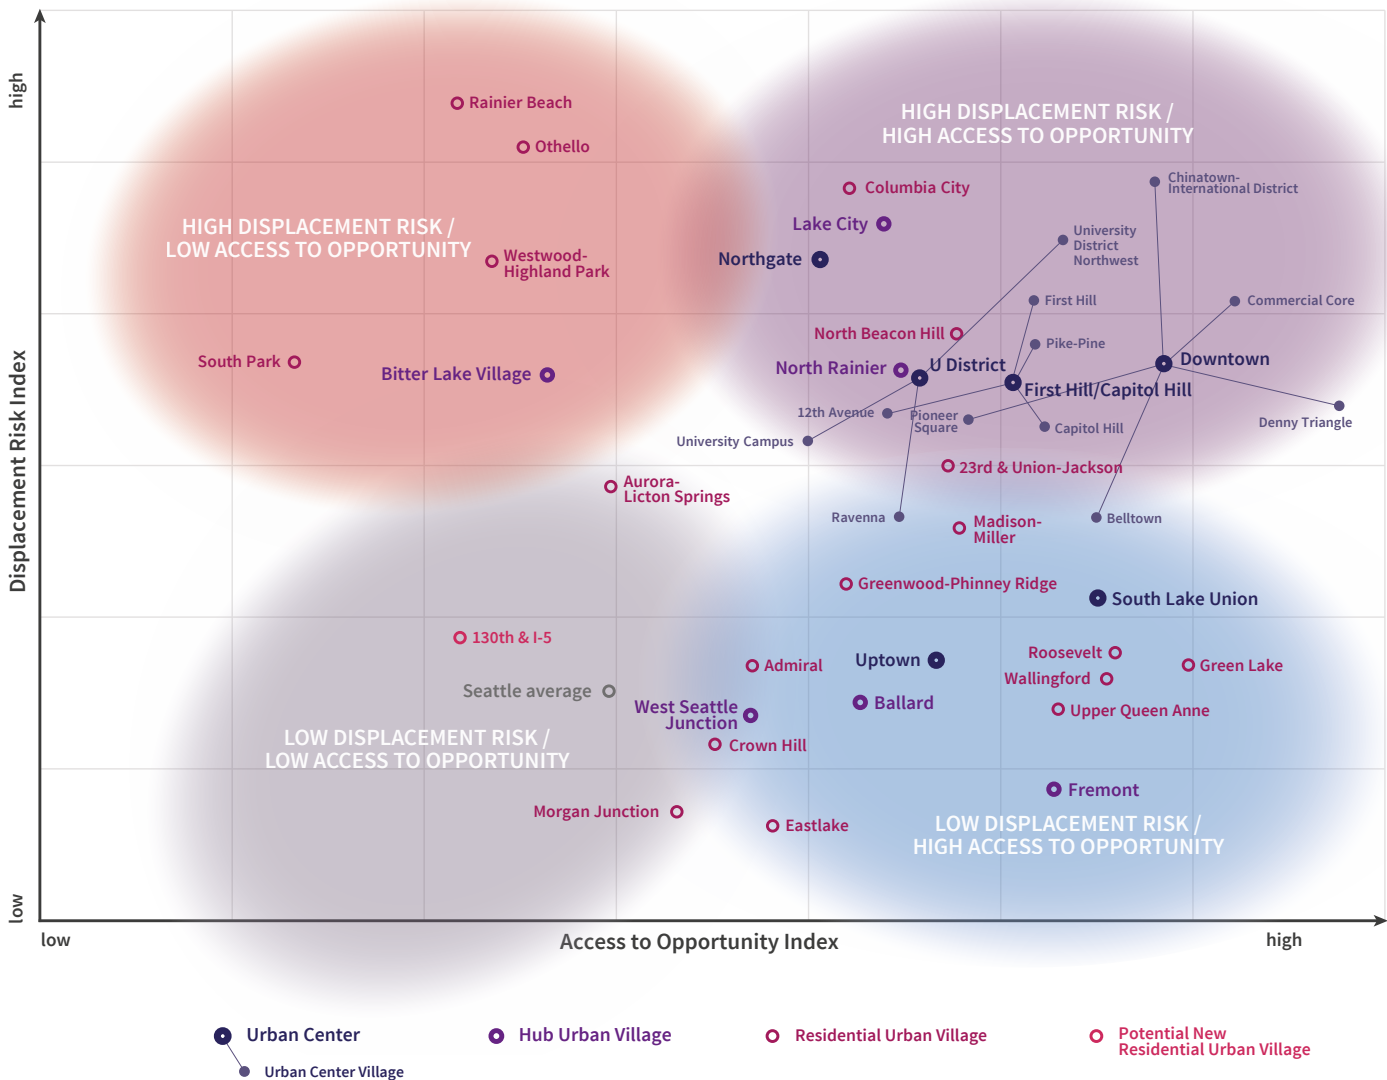 high
Rainier Beach
Othello
HIGH DISPLACEMENT RISK /
HIGH ACCESS TO OPPORTUNITY
Columbia City
Chinatown-
International District
HIGH DISPLACEMENT RISK /
LOW ACCESS TO OPPORTUNITY
Lake City
University
District
Northwest
Westwood-
Highland Park
Northgate
First Hill
Commercial Core
North Beacon Hill
Pike-Pine
South Park
Bitter Lake Village
North Rainier
U District
Downtown
First Hill/Capitol Hill
12th Avenue
Pioneer
Square
Capitol Hill
Denny Triangle
University Campus
23rd & Union-Jackson
Aurora-
Licton Springs
Ravenna
Madison-
Miller
Belltown
Displacement Risk Index
Greenwood-Phinney Ridge
South Lake Union
130th & I-5
Admiral
Uptown
Roosevelt
Green Lake
Wallingford
Seattle average
West Seattle
Junction
Ballard
Upper Queen Anne
LOW DISPLACEMENT RISK /
LOW ACCESS TO OPPORTUNITY
Crown Hill
Fremont
Morgan Junction
Eastlake
LOW DISPLACEMENT RISK /
HIGH ACCESS TO OPPORTUNITY
low
low
Access to Opportunity Index
high
Urban Center
Hub Urban Village
Residential Urban Village
Potential New
Residential Urban Village
Urban Center Village